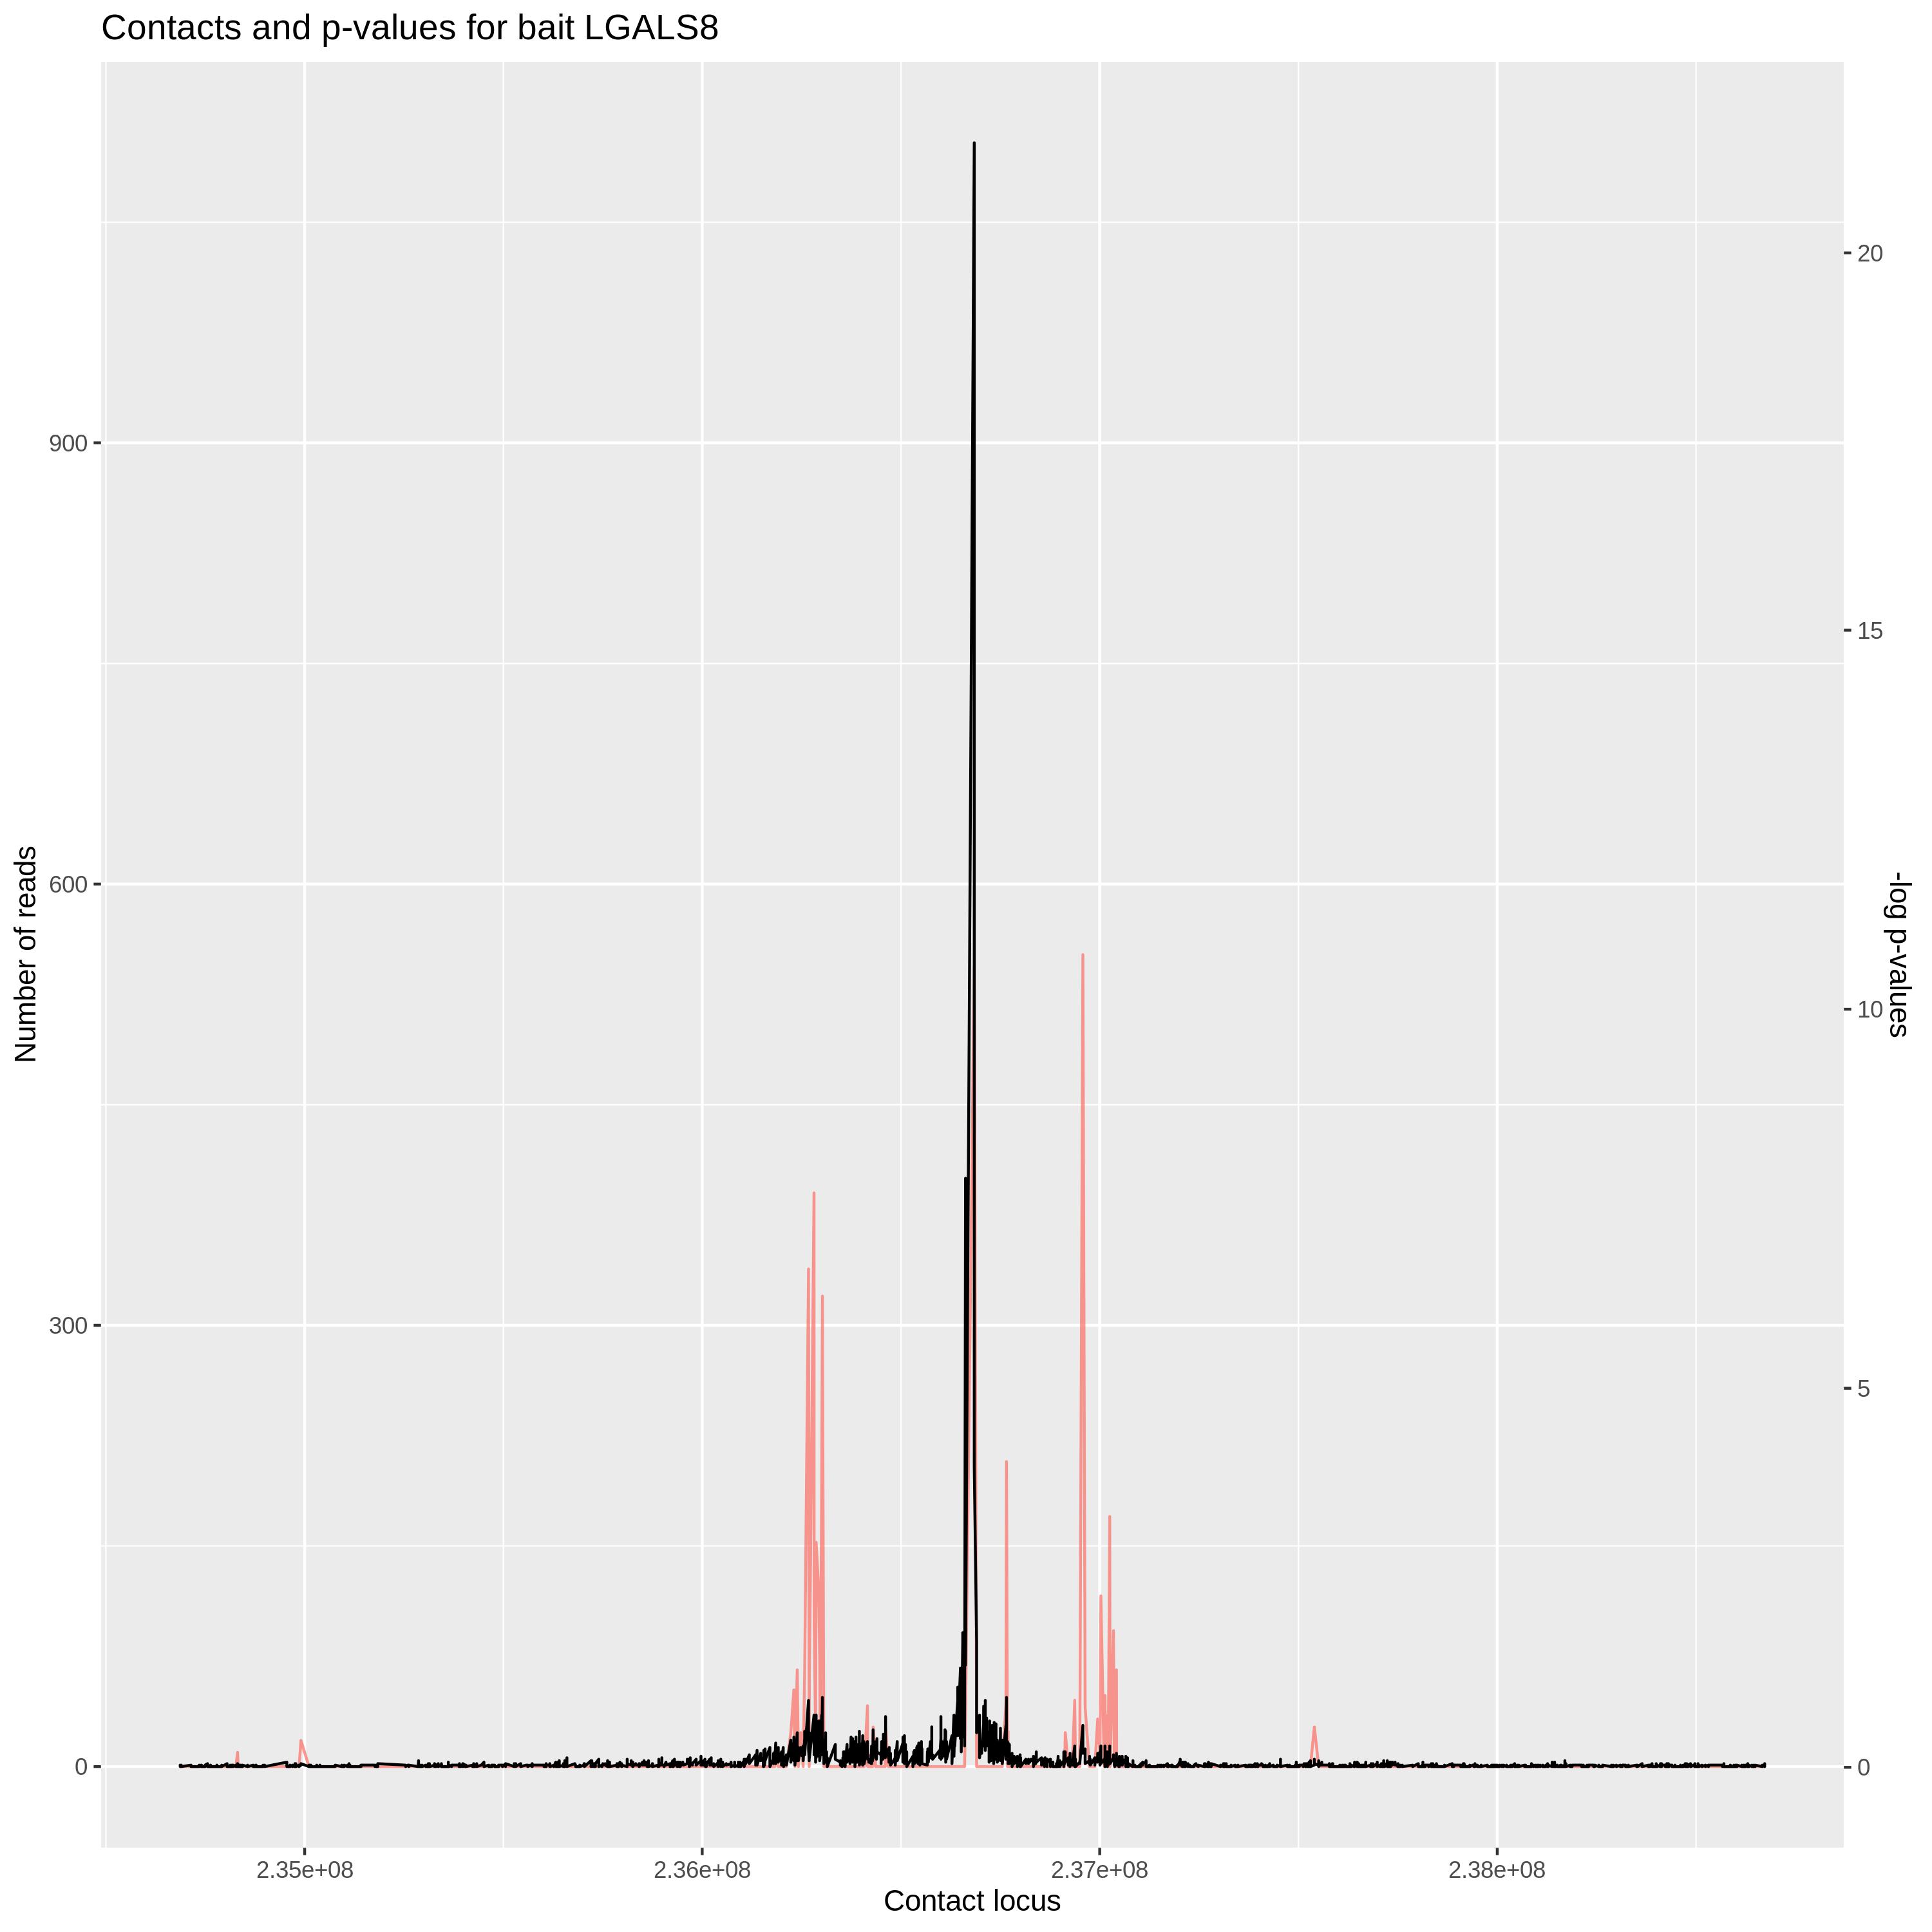 Contacts and p-values for bait LGALS8
Number of reads
900
600
300
0
20
15
10
5
0
-log p-values
2.35e+08 2.36e+08 2.37e+08 2.38e+08
Contact locus